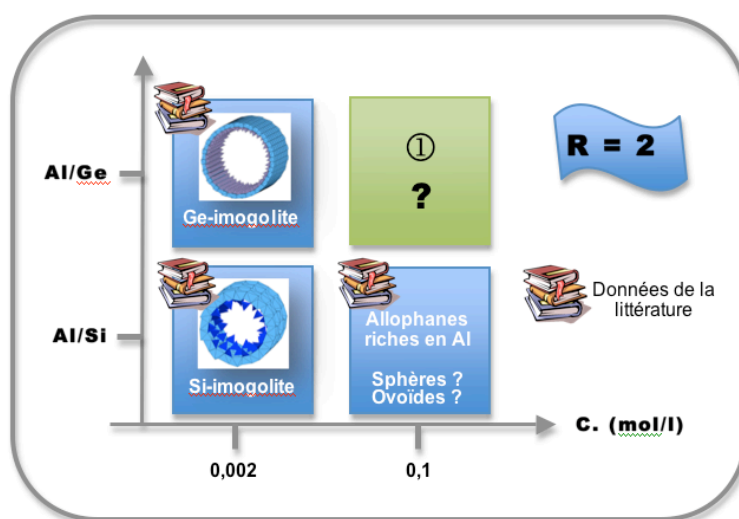 R = 2
①
?
Al/Ge
Ge-imogolite
Données de la
littérature
Allophanes
riches en Al
Sphères ?
Ovoïdes ?
Al/Si
Si-imogolite
C. (mol/l)
0,002
0,1